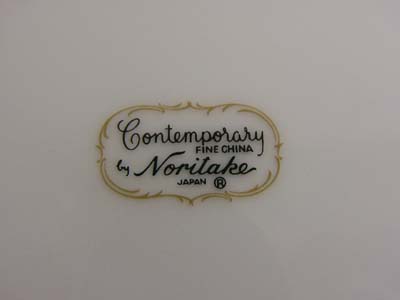 Contemporary
FINE CHINA
by Noritake
JAPAN ®